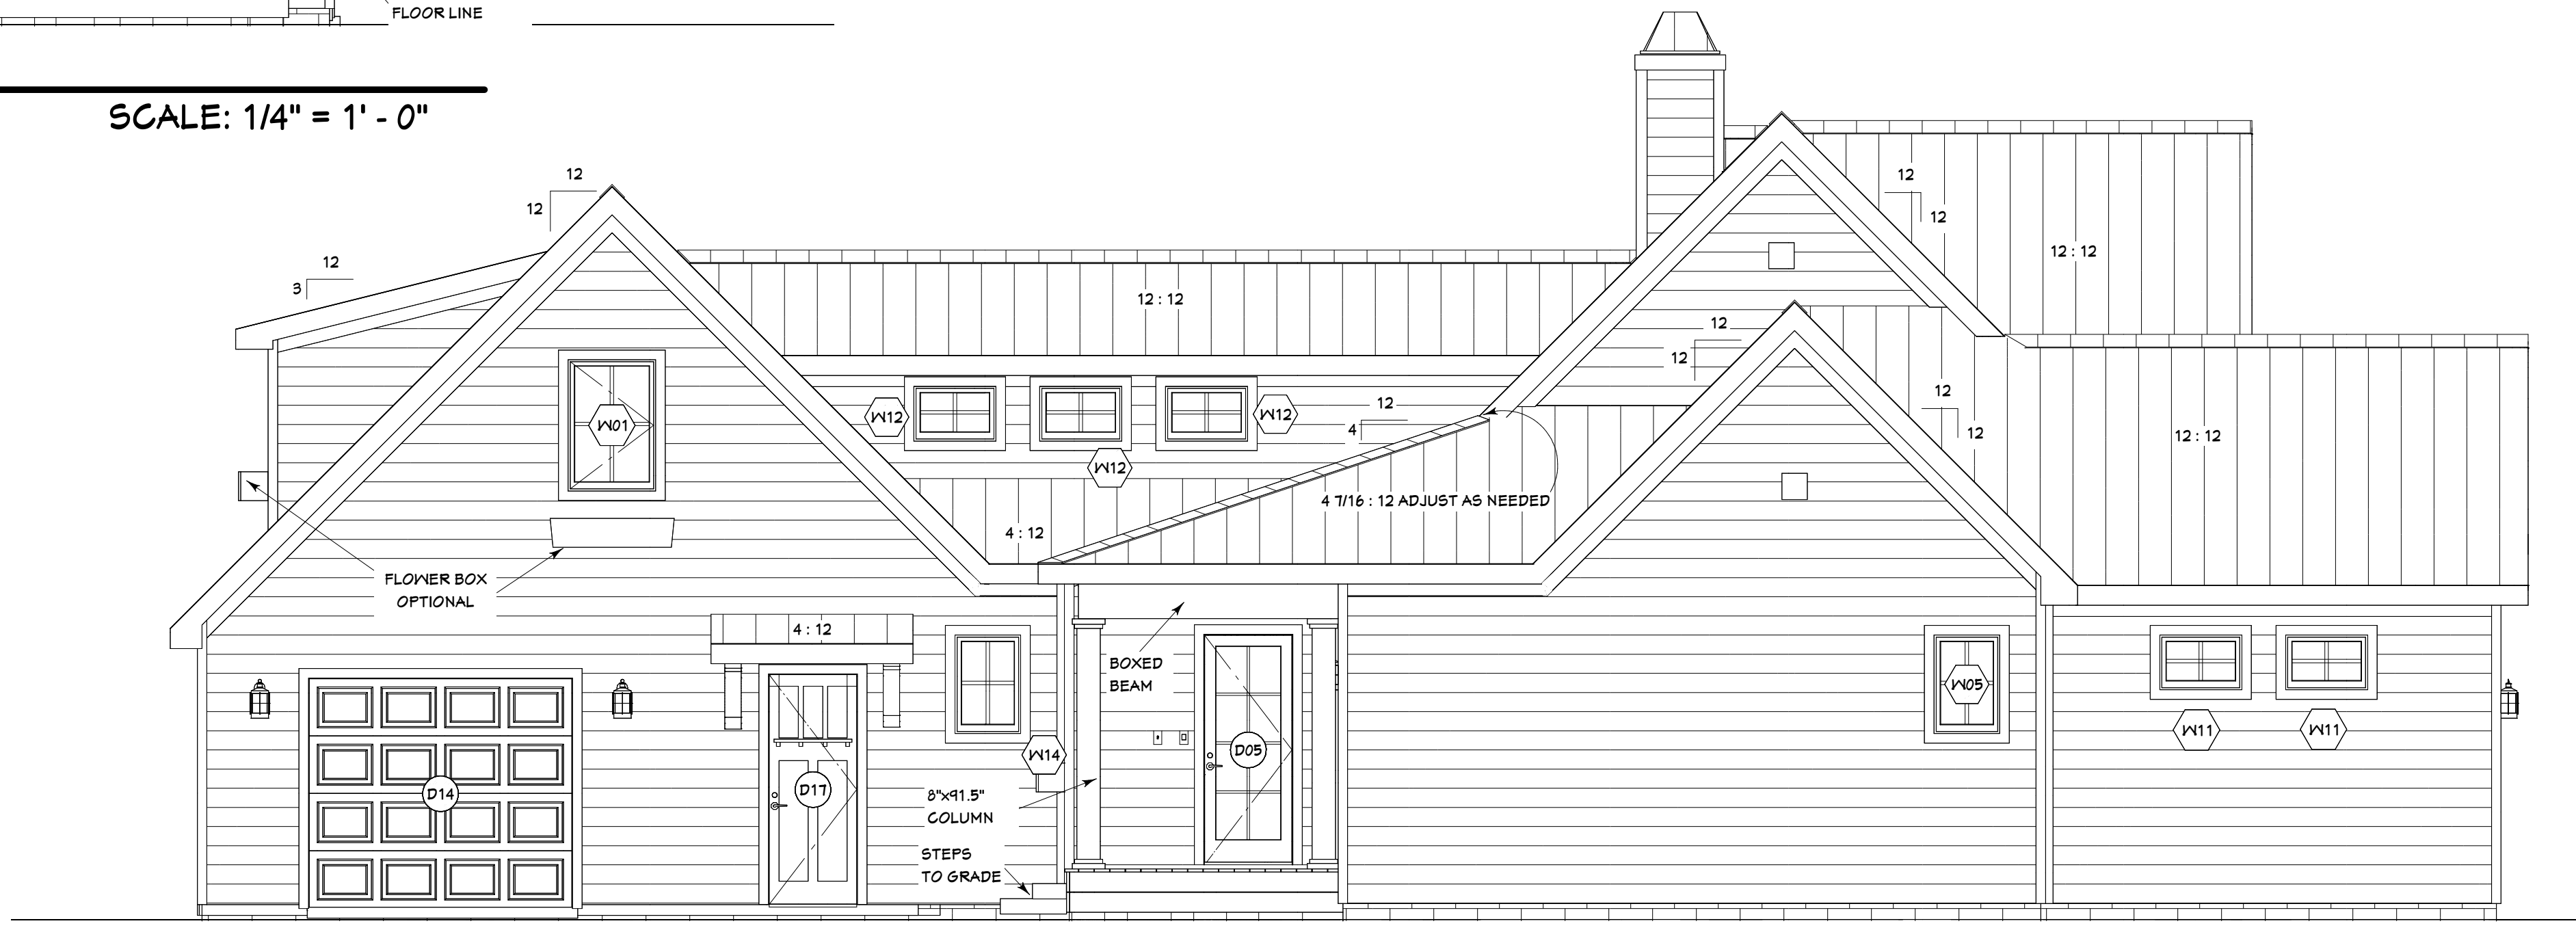 FLOOR LINE
SCALE: 1/4" = 1' - 0"
12
12
12
3
12
12
12 : 12
12 : 12
12
12
12 : 12
12
12
W01
W12
W12
W12
12
4
4 7/16 : 12 ADJUST AS NEEDED
4 : 12
FLOWER BOX
OPTIONAL
4 : 12
BOXED
BEAM
W05
W11
W11
W14
D05
D14
D17
8"x91.5"
COLUMN
STEPS
TO GRADE